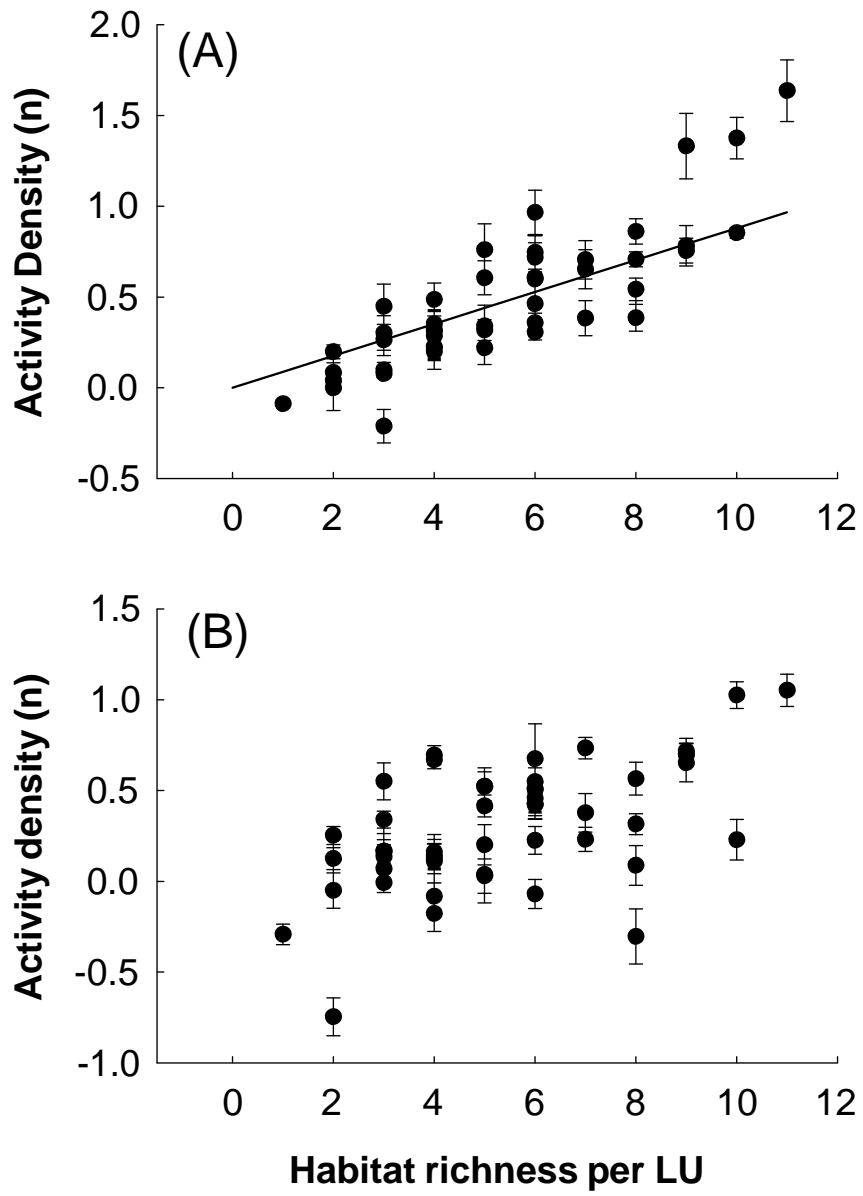 (A)
Activity Density (n)
2.0
1.5
1.0
0.5
0.0
-0.5
0 2 4 6 8 10 12
(B)
Activity density (n)
1.5
1.0
0.5
0.0
-0.5
-1.0
0 2 4 6 8 10 12
Habitat richness per LU